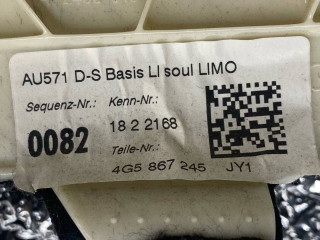 AU571 D-S Basis LI soul LIMO
Sequenz-Nr.: Kenn-Nr.:
0082 18 2 2168
Teile-Nr.:
4G5 867 245 JY1